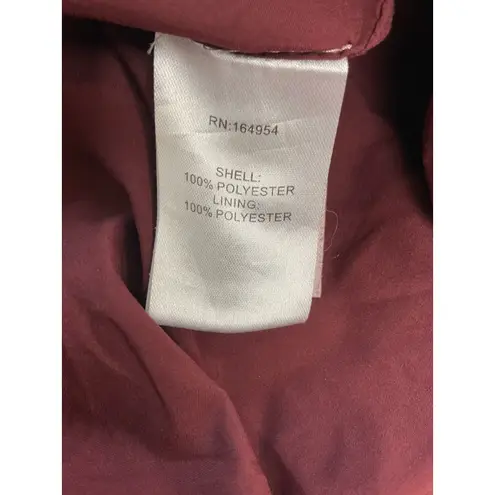 RN:164954
SHELL:
100% POLYESTER
LINING:
100% POLYESTER